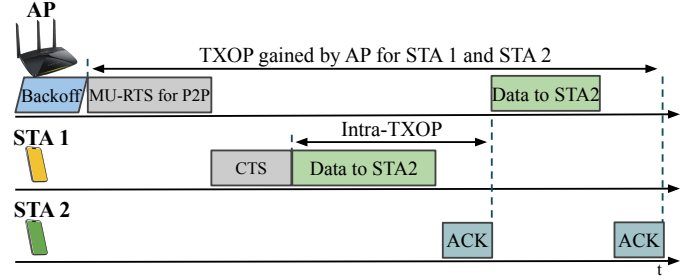 AP
TXOP gained by AP for STA 1 and STA 2
Backoff
MU-RTS for P2P
Data to STA2
STA 1
Intra-TXOP
CTS
Data to STA2
STA 2
ACK
ACK
t